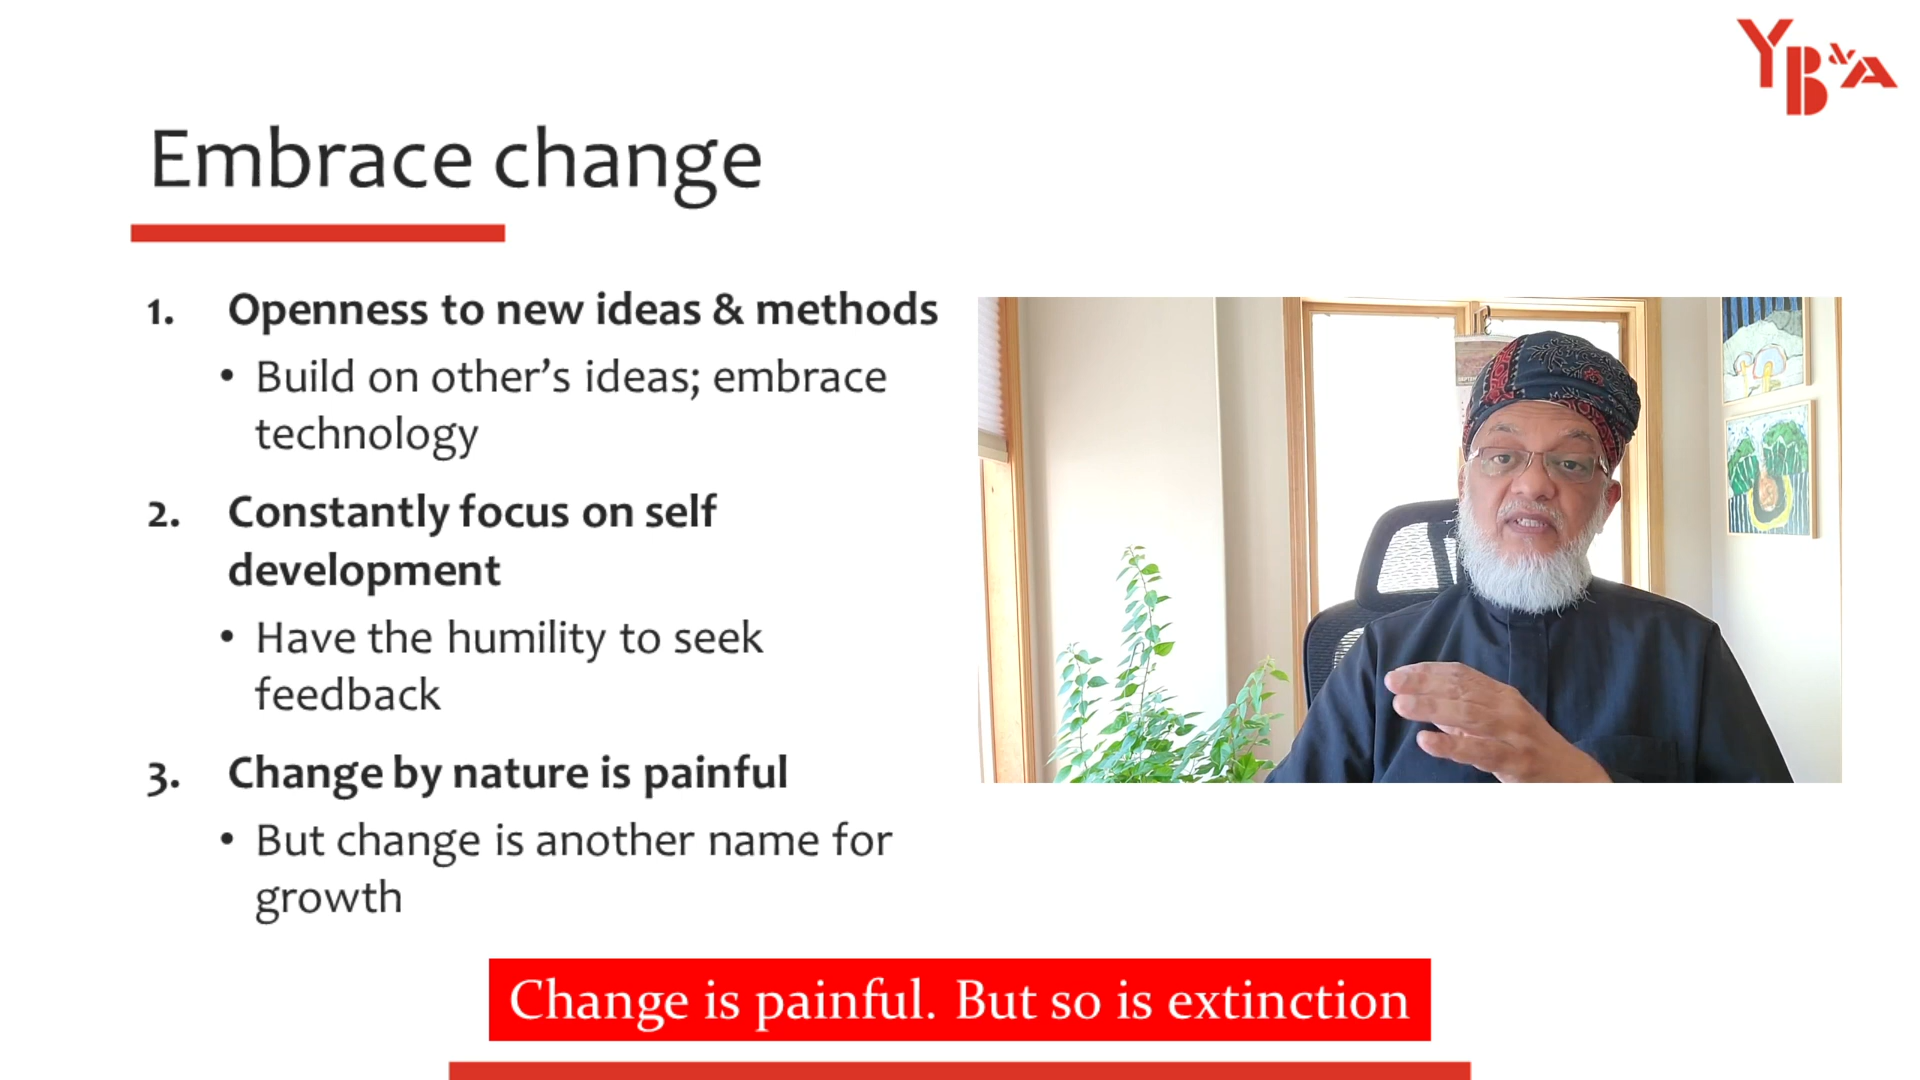 YB&A
Embrace change
1. Openness to new ideas & methods
• Build on other’s ideas; embrace
technology
2. Constantly focus on self
development
• Have the humility to seek
feedback
3. Change by nature is painful
• But change is another name for
growth
Change is painful. But so is extinction